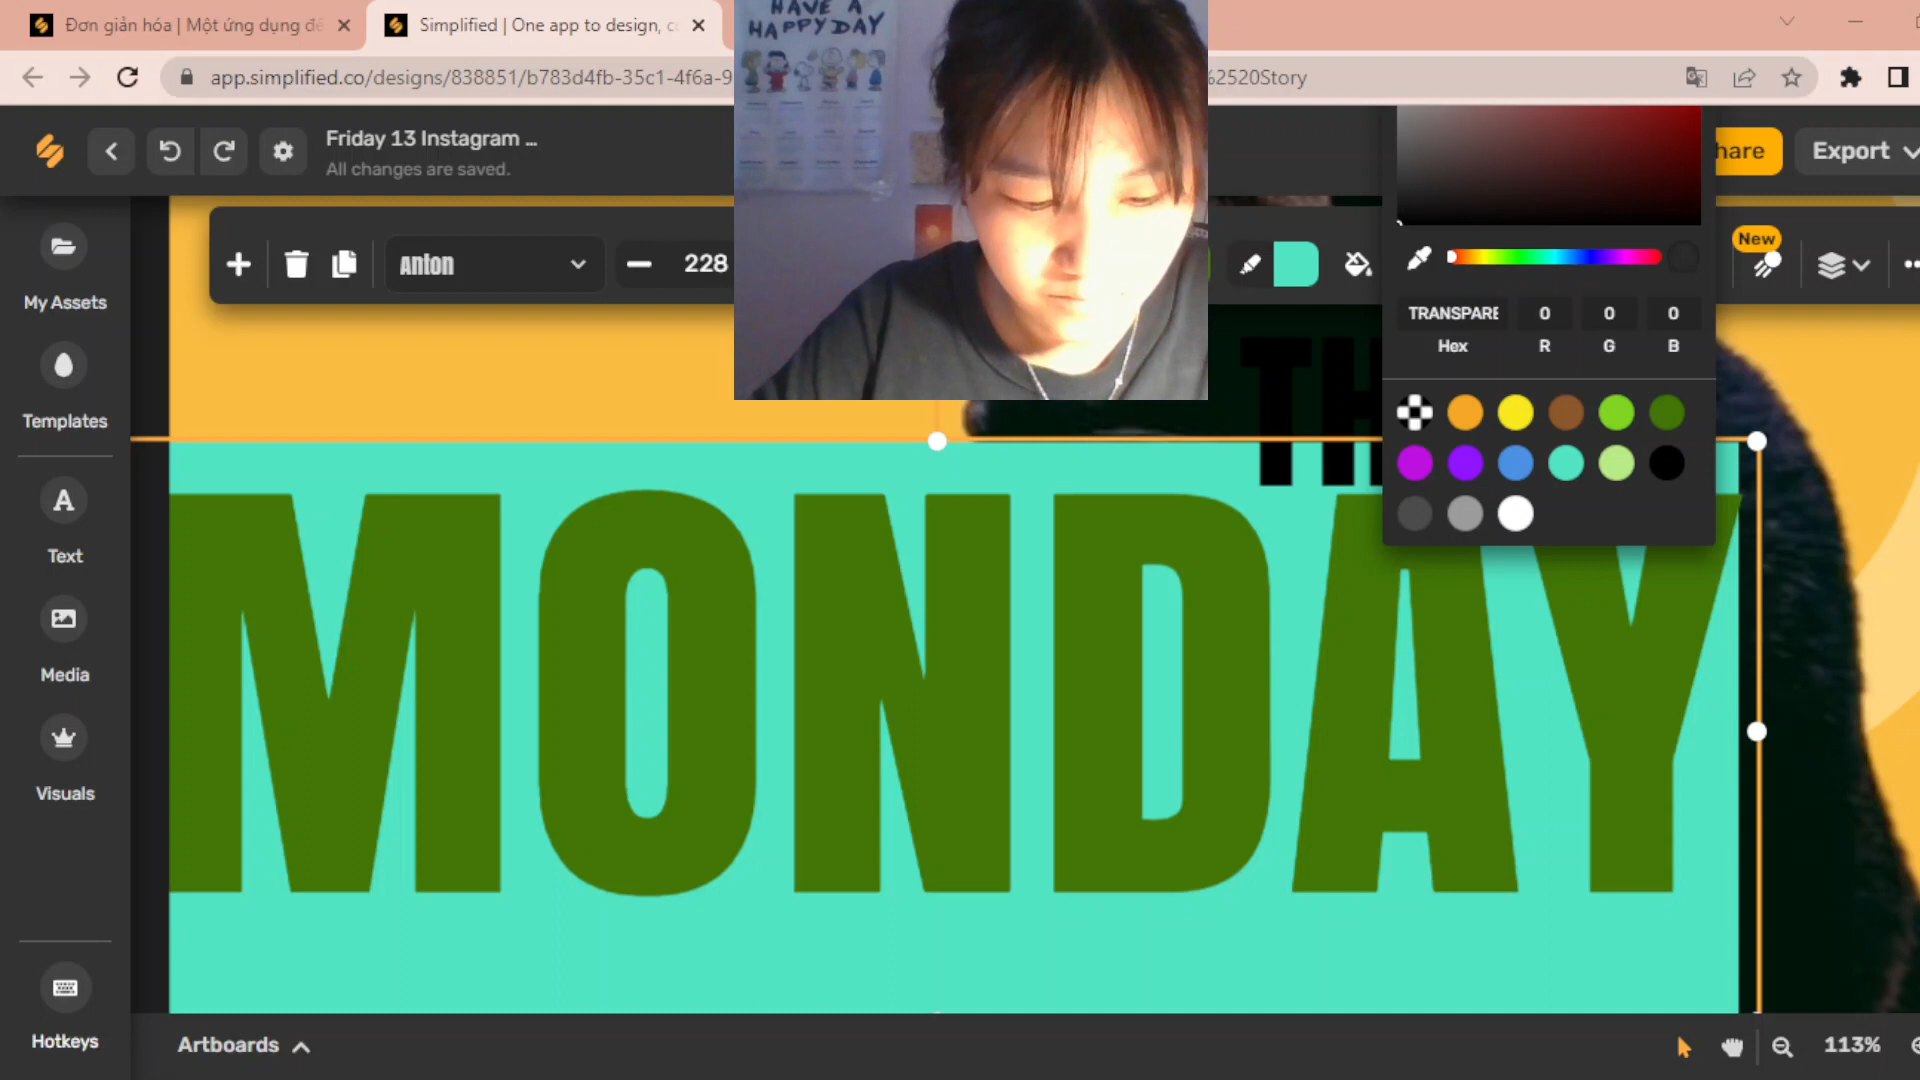 Đơn giản hóa | Một ứng dụng để
Simplified | One app to design, c
app.simplified.co/designs/838851/b783d4fb-35c1-4f6a-9
%2520Story
HAVE A
HAPPY DAY
Friday 13 Instagram ...
All changes are saved.
hare
Export
Anton
228
New
TRANSPARE
0
0
0
Hex
R
G
B
My Assets
Templates
Text
Media
Visuals
Hotkeys
TH
MONDAY
Artboards
113%